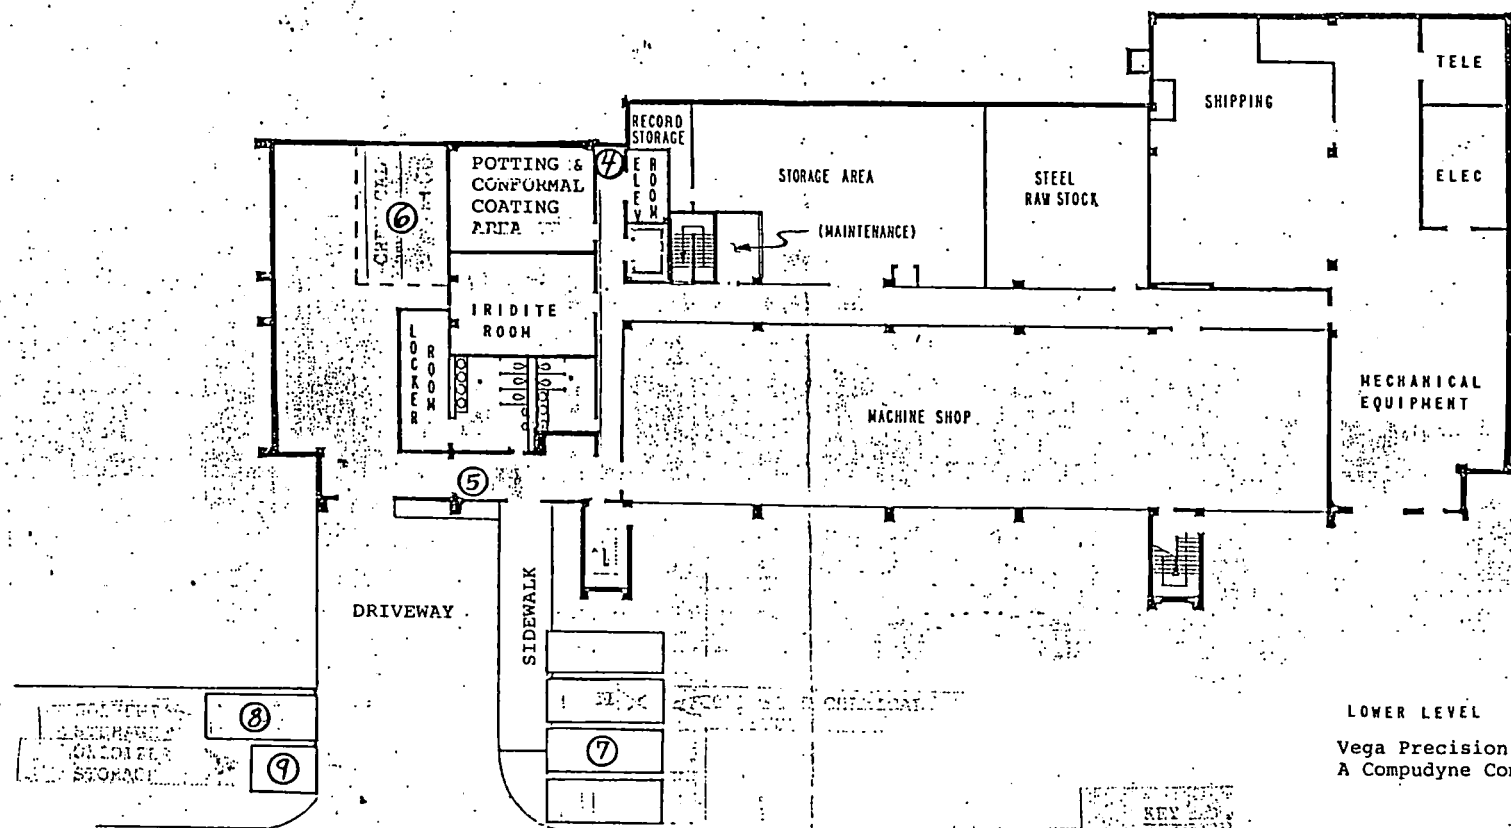 TELE
SHIPPING
RECORD
STORAGE
POTTING &
CONFORMAL
COATING
AREA
④
ELEV
ROOM
STORAGE AREA
STEEL
RAW STOCK
ELEC
⑥
(MAINTENANCE)
IRIDITE
ROOM
LOCKER
ROOM
MACHINE SHOP
MECHANICAL
EQUIPMENT
⑤
DRIVEWAY
SIDEWALK
⑧
STORAGE
⑨
⑦
LOWER LEVEL
Vega Precision
A Compudyne Co
KEY